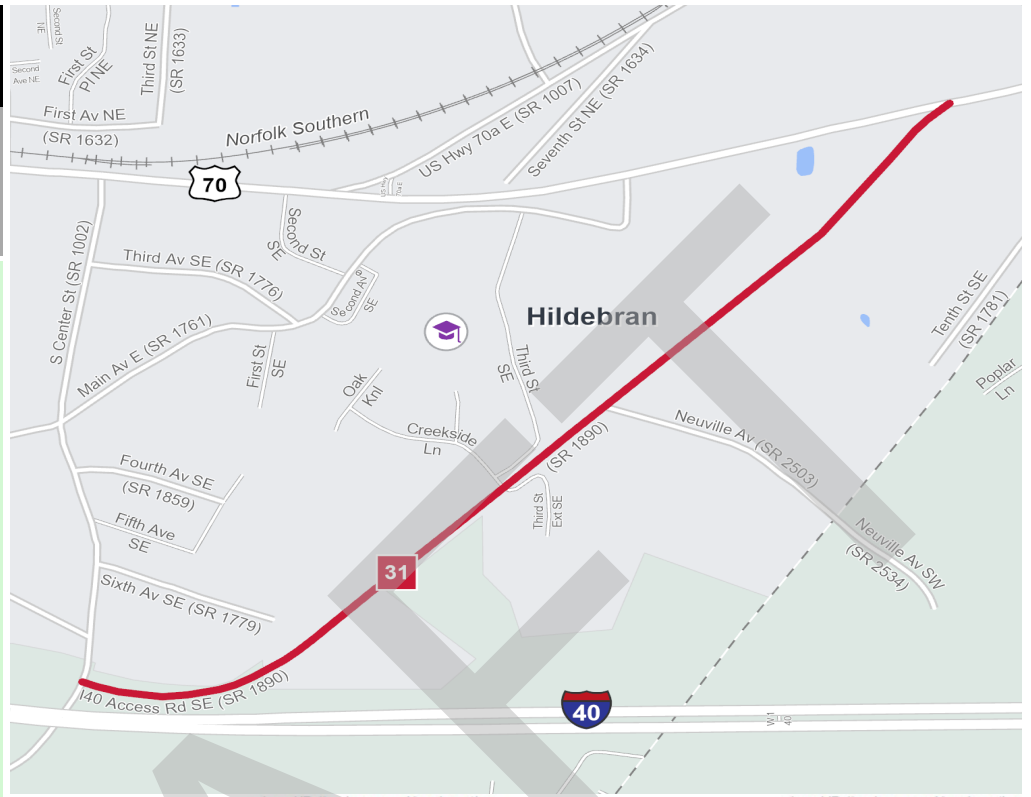 Second St
NE
First St
Pl NE
Second
Ave NE
Third St NE
(SR 1633)
First Av NE
(SR 1632)
Norfolk Southern
US Hwy 70a E (SR 1007)
Seventh St NE (SR 1634)
70
US Hwy
70a E
S Center St (SR 1002)
Second St
SE
Third Av SE (SR 1776)
Second Av
SE
Main Av E (SR 1761)
First St
SE
Hildebran
Third St
SE
Tenth St SE
(SR 1781)
Poplar
Ln
Oak
Knl
Creekside
Ln
Neuville Av (SR 2503)
(SR 1890)
Fourth Av SE
(SR 1859)
Fifth Ave
SE
Third St
Ext SE
Neuville Av SW
(SR 2534)
31
Sixth Av SE (SR 1779)
I40 Access Rd SE (SR 1890)
40